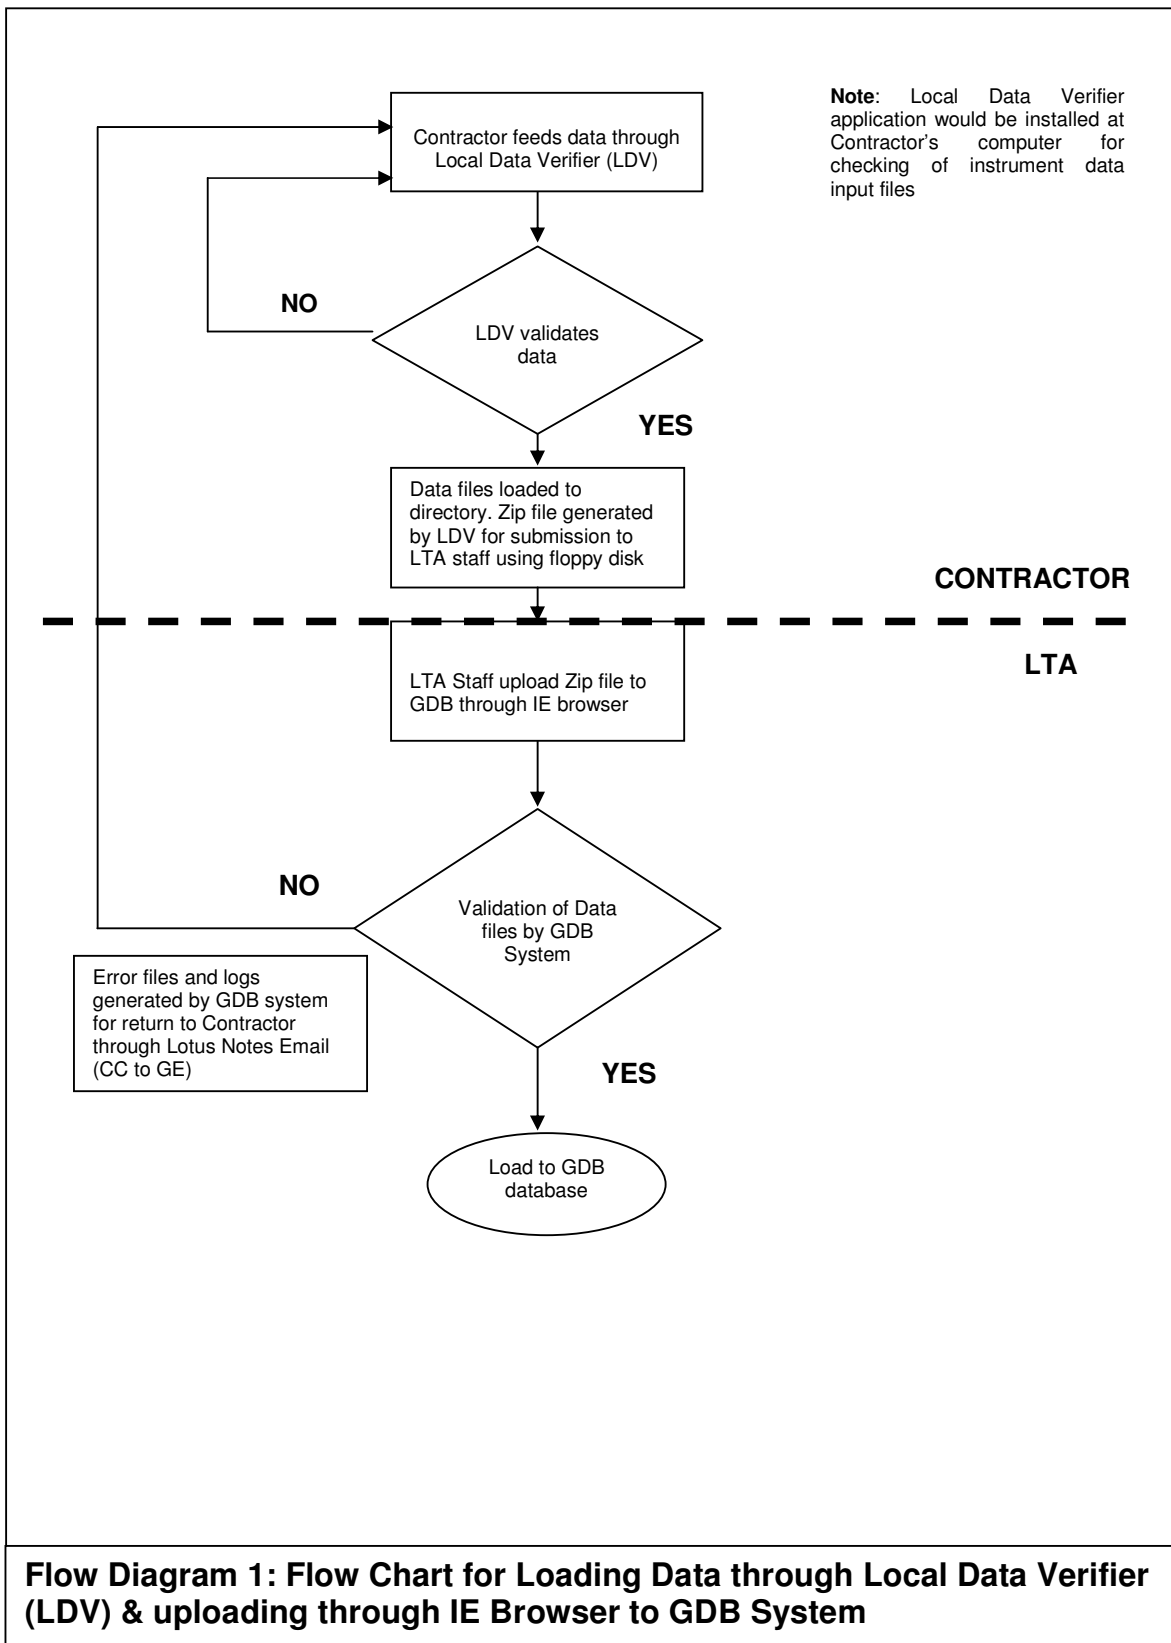 Contractor feeds data through
Local Data Verifier (LDV)
Note: Local Data Verifier
application would be installed at
Contractor's computer for
checking of instrument data
input files
NO
LDV validates
data
YES
Data files loaded to
directory. Zip file generated
by LDV for submission to
LTA staff using floppy disk
CONTRACTOR
LTA
LTA Staff upload Zip file to
GDB through IE browser
NO
Validation of Data
files by GDB
System
Error files and logs
generated by GDB system
for return to Contractor
through Lotus Notes Email
(CC to GE)
YES
Load to GDB
database
Flow Diagram 1: Flow Chart for Loading Data through Local Data Verifier
(LDV) & uploading through IE Browser to GDB System